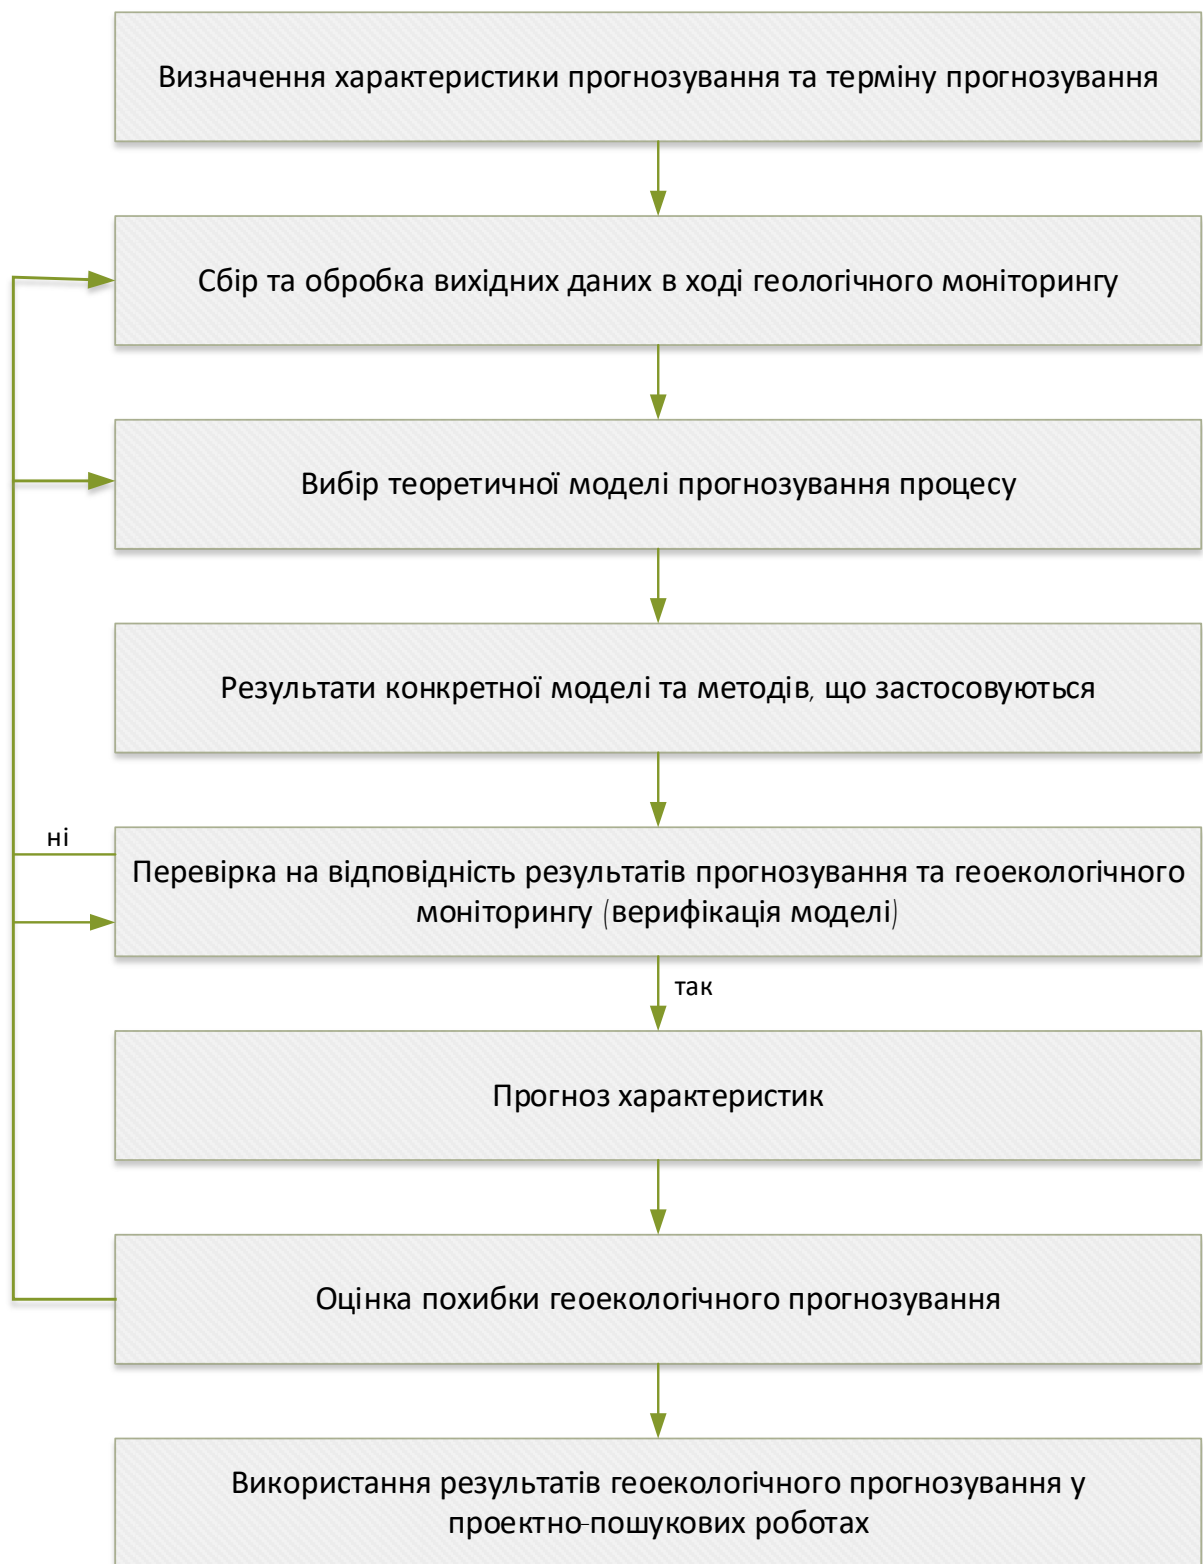 Визначення характеристики прогнозування та терміну прогнозування
Сбір та обробка вихідних даних в ході геологічного моніторингу
Вибір теоретичної моделі прогнозування процесу
Результати конкретної моделі та методів, що застосовуються
ні
Перевірка на відповідність результатів прогнозування та геоекологічного
моніторингу (верифікація моделі)
так
Прогноз характеристик
Оцінка похибки геоекологічного прогнозування
Використання результатів геоекологічного прогнозування у
проектно-пошукових роботах